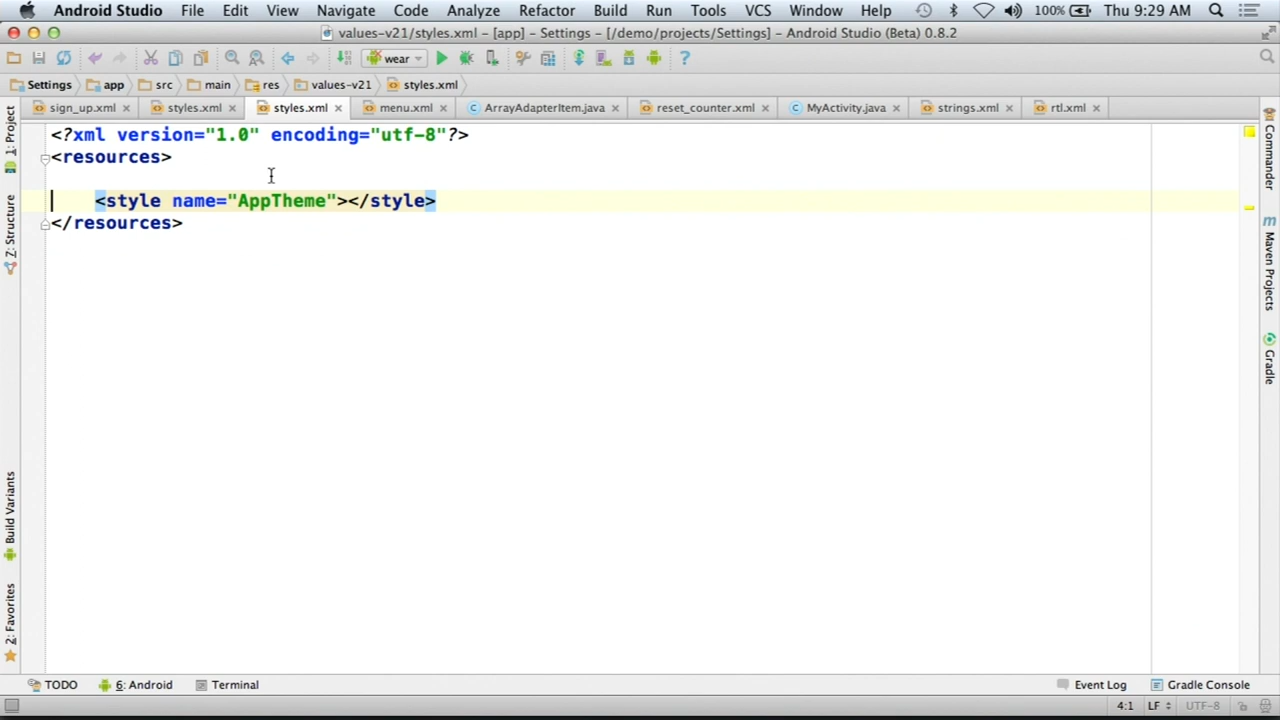 Android Studio File Edit View Navigate Code Analyze Refactor Build Run Tools VCS Window Help 100% Thu 9:29 AM
values-v21/styles.xml - [app] - Settings - [/demo/projects/Settings] - Android Studio (Beta) 0.8.2
wear
Settings app src main res values-v21 styles.xml
sign_up.xml styles.xml styles.xml menu.xml ArrayAdapterItem.java reset_counter.xml MyActivity.java strings.xml rtl.xml
1: Project
Z: Structure
Build Variants
2: Favorites
<?xml version="1.0" encoding="utf-8"?>
<resources>
<style name="AppTheme"></style>
</resources>
Commander
m
Maven Projects
Gradle
TODO 6: Android Terminal Event Log Gradle Console
4:1 LF UTF-8